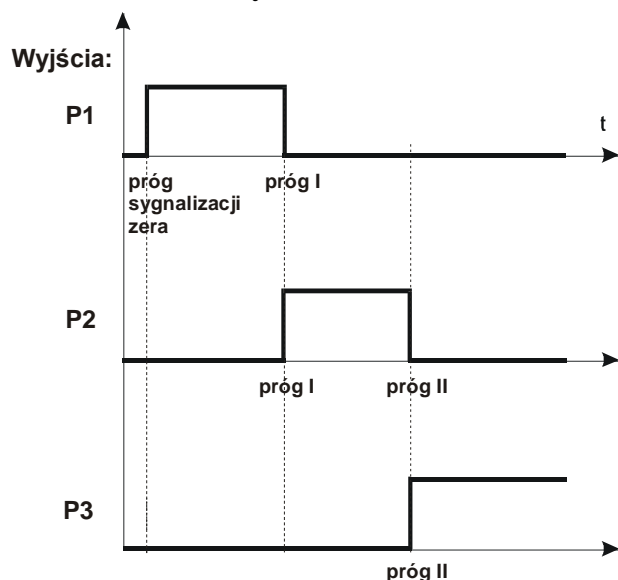 Wyjścia:
P1
t
próg sygnalizacji zera
próg I
P2
próg I
próg II
P3
próg II